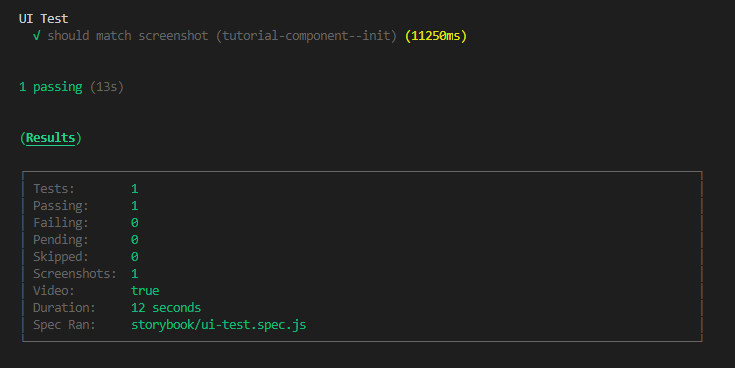 UI Test
√ should match screenshot (tutorial-component--init) (11250ms)
1 passing (13s)
(Results)
Tests: 1
Passing: 1
Failing: 0
Pending: 0
Skipped: 0
Screenshots: 1
Video: true
Duration: 12 seconds
Spec Ran: storybook/ui-test.spec.js